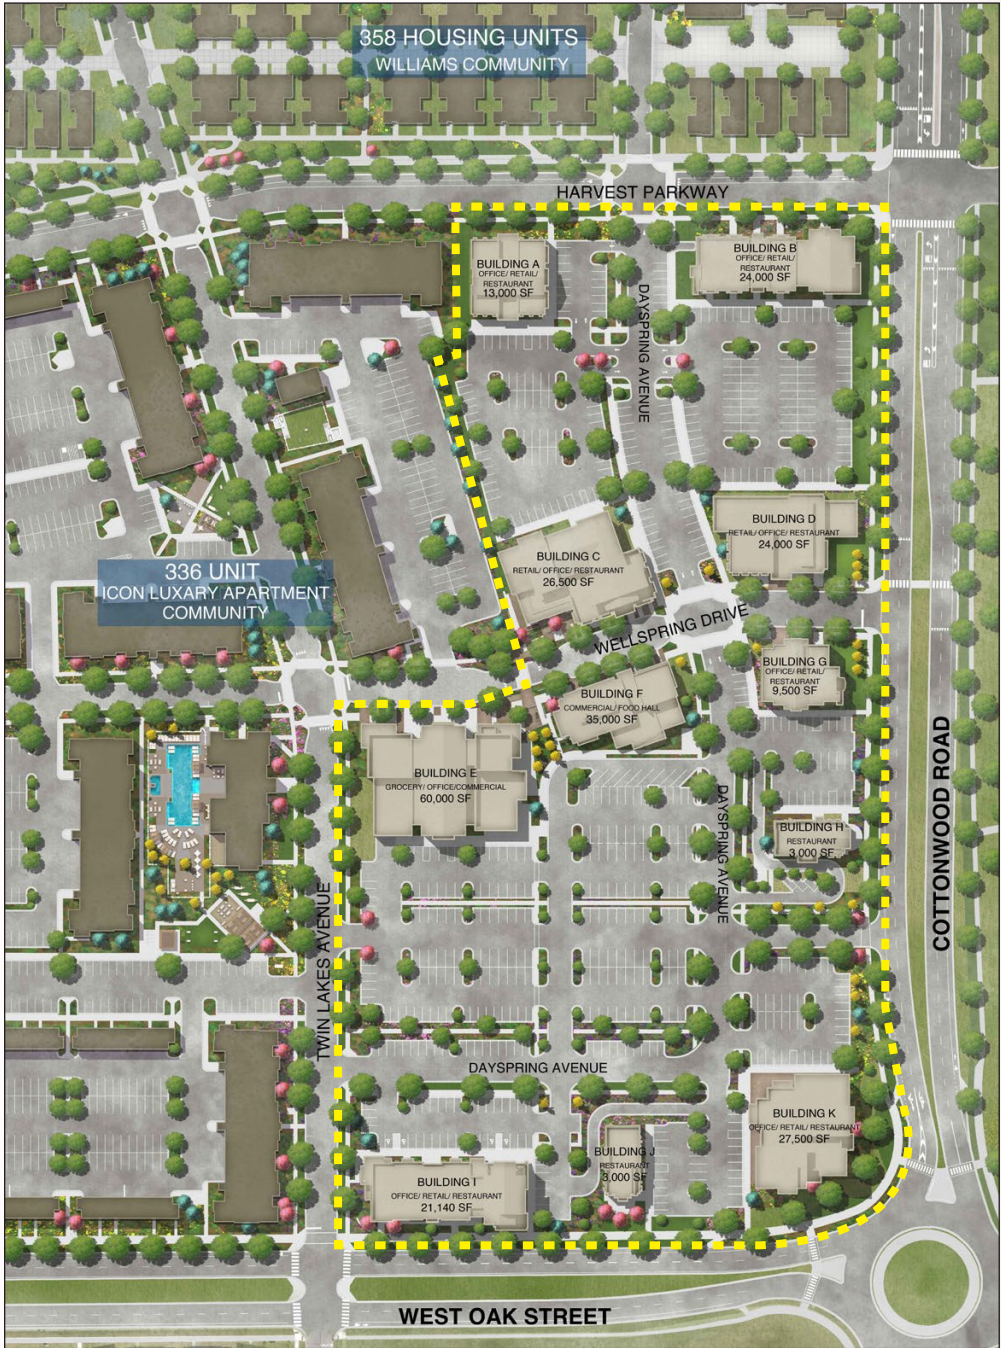 358 HOUSING UNITS
WILLIAMS COMMUNITY
HARVEST PARKWAY
BUILDING A
OFFICE/ RETAIL/
RESTAURANT
13,000 SF
BUILDING B
OFFICE/ RETAIL/
RESTAURANT
24,000 SF
DAYSPRING AVENUE
BUILDING C
RETAIL/ OFFICE/ RESTAURANT
26,500 SF
BUILDING D
RETAIL/ OFFICE/ RESTAURANT
24,000 SF
336 UNIT
ICON LUXARY APARTMENT
COMMUNITY
WELLSPRING DRIVE
BUILDING G
OFFICE/ RETAIL/
RESTAURANT
9,500 SF
BUILDING F
COMMERCIAL/ FOOD HALL
35,000 SF
BUILDING E
GROCERY/ OFFICE/COMMERCIAL
60,000 SF
DAYSPRING AVENUE
BUILDING H
RESTAURANT
3,000 SF
COTTONWOOD ROAD
TWIN LAKES AVENUE
DAYSPRING AVENUE
BUILDING K
OFFICE/ RETAIL/ RESTAURANT
27,500 SF
BUILDING J
RESTAURANT
3,000 SF
BUILDING I
OFFICE/ RETAIL/ RESTAURANT
21,140 SF
WEST OAK STREET